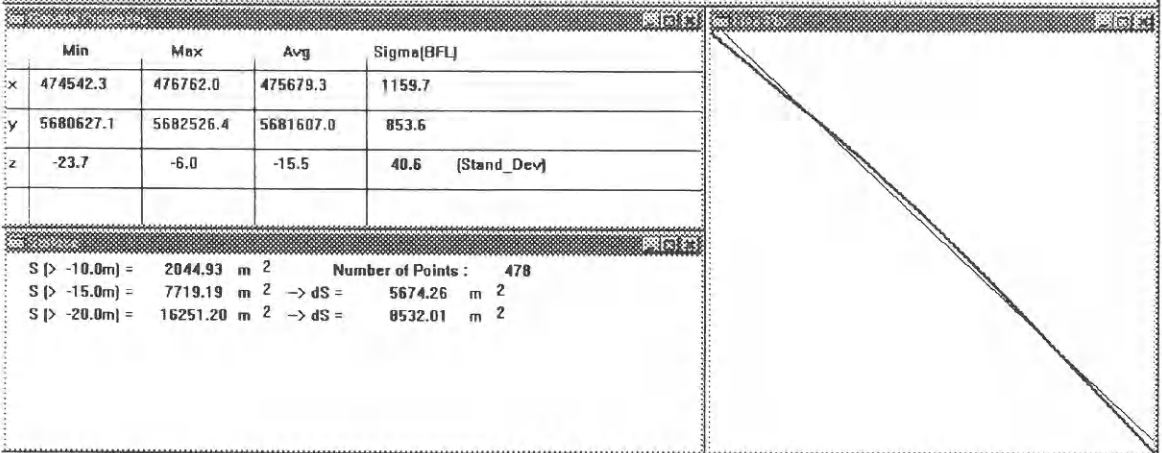 Min Max Avg Sigma(BFL)
x 474542.3 476762.0 475679.3 1159.7
y 5680627.1 5682526.4 5681607.0 853.6
z -23.7 -6.0 -15.5 40.6 (Stand_Dev)
S (> -10.0m) = 2044.93 m 2 Number of Points : 478
S (> -15.0m) = 7719.19 m 2 -> dS = 5674.26 m 2
S (> -20.0m) = 16251.20 m 2 -> dS = 8532.01 m 2